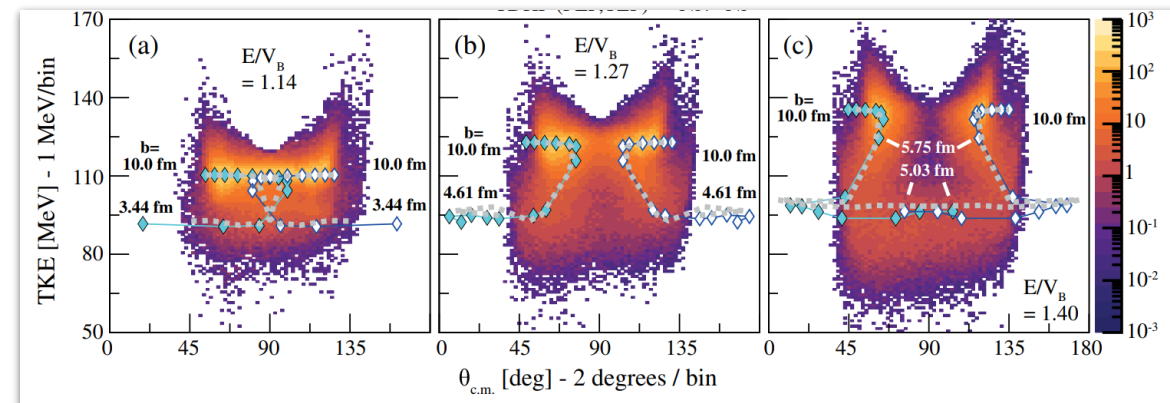 170
140
110
80
50
TKE [MeV] - 1 MeV/bin
(a)
E/V_B
= 1.14
b=
10.0 fm
10.0 fm
3.44 fm
3.44 fm
(b)
E/V_B
= 1.27
b=
10.0 fm
10.0 fm
4.61 fm
4.61 fm
(c)
b=
10.0 fm
10.0 fm
5.75 fm
5.03 fm
E/V_B
= 1.40
10^3
10^2
10
1
10^-1
10^-2
10^-3
0 45 90 135
0 45 90 135
0 45 90 135 180
θ_c.m. [deg] - 2 degrees / bin